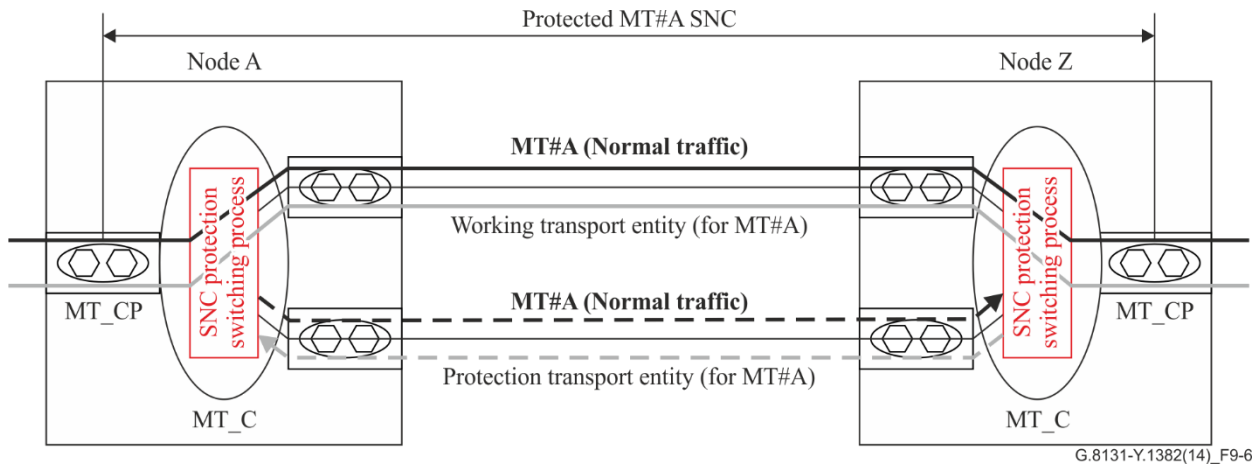 Protected MT#A SNC
Node A
Node Z
MT#A (Normal traffic)
Working transport entity (for MT#A)
SNC protection
switching process
SNC protection
switching process
MT_CP
MT_CP
MT#A (Normal traffic)
Protection transport entity (for MT#A)
MT_C
MT_C
G.8131-Y.1382(14)_F9-6